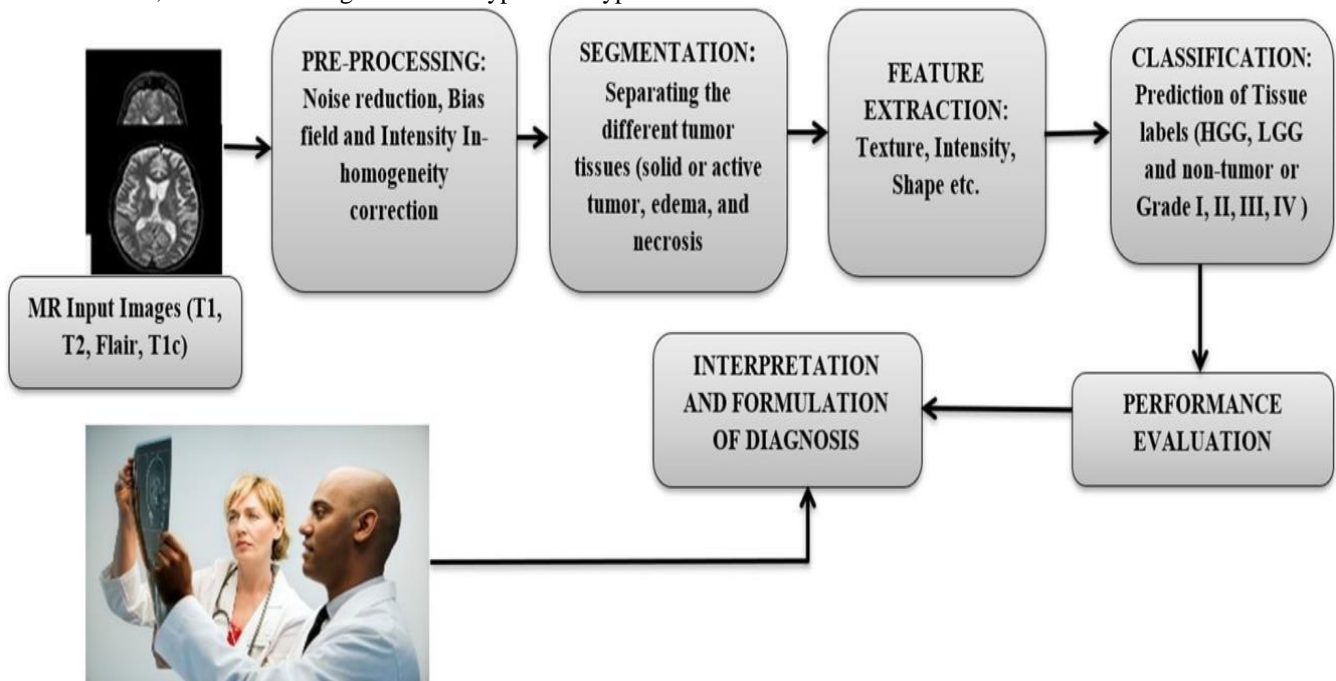 PRE-PROCESSING:
Noise reduction, Bias
field and Intensity In-
homogeneity
correction
SEGMENTATION:
Separating the
different tumor
tissues (solid or active
tumor, edema, and
necrosis
FEATURE
EXTRACTION:
Texture, Intensity,
Shape etc.
CLASSIFICATION:
Prediction of Tissue
labels (HGG, LGG
and non-tumor or
Grade I, II, III, IV )
MR Input Images (T1,
T2, Flair, T1c)
INTERPRETATION
AND FORMULATION
OF DIAGNOSIS
PERFORMANCE
EVALUATION